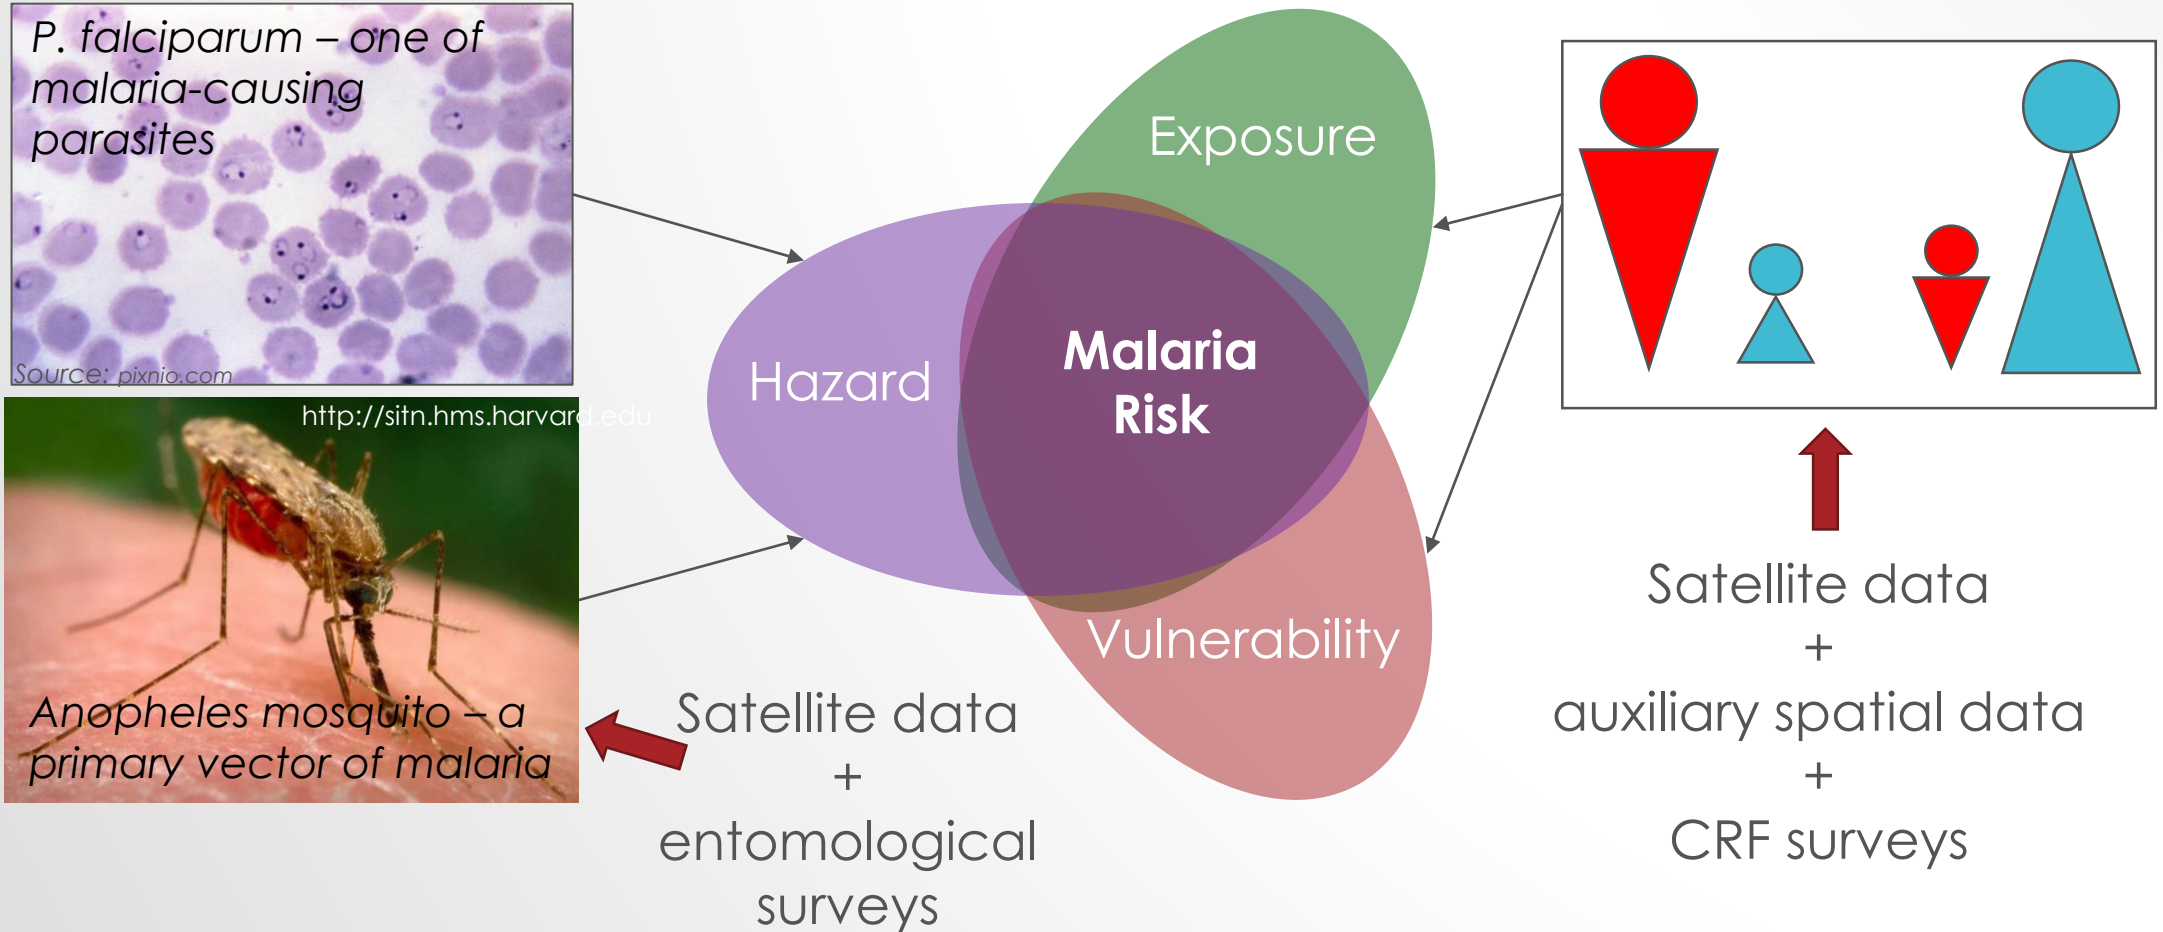 P. falciparum – one of
malaria-causing
parasites
Source: pixnio.com
http://sitn.hms.harvard.edu
Anopheles mosquito – a
primary vector of malaria
Satellite data
+
entomological
surveys
Hazard
Exposure
Malaria
Risk
Vulnerability
Satellite data
+
auxiliary spatial data
+
CRF surveys